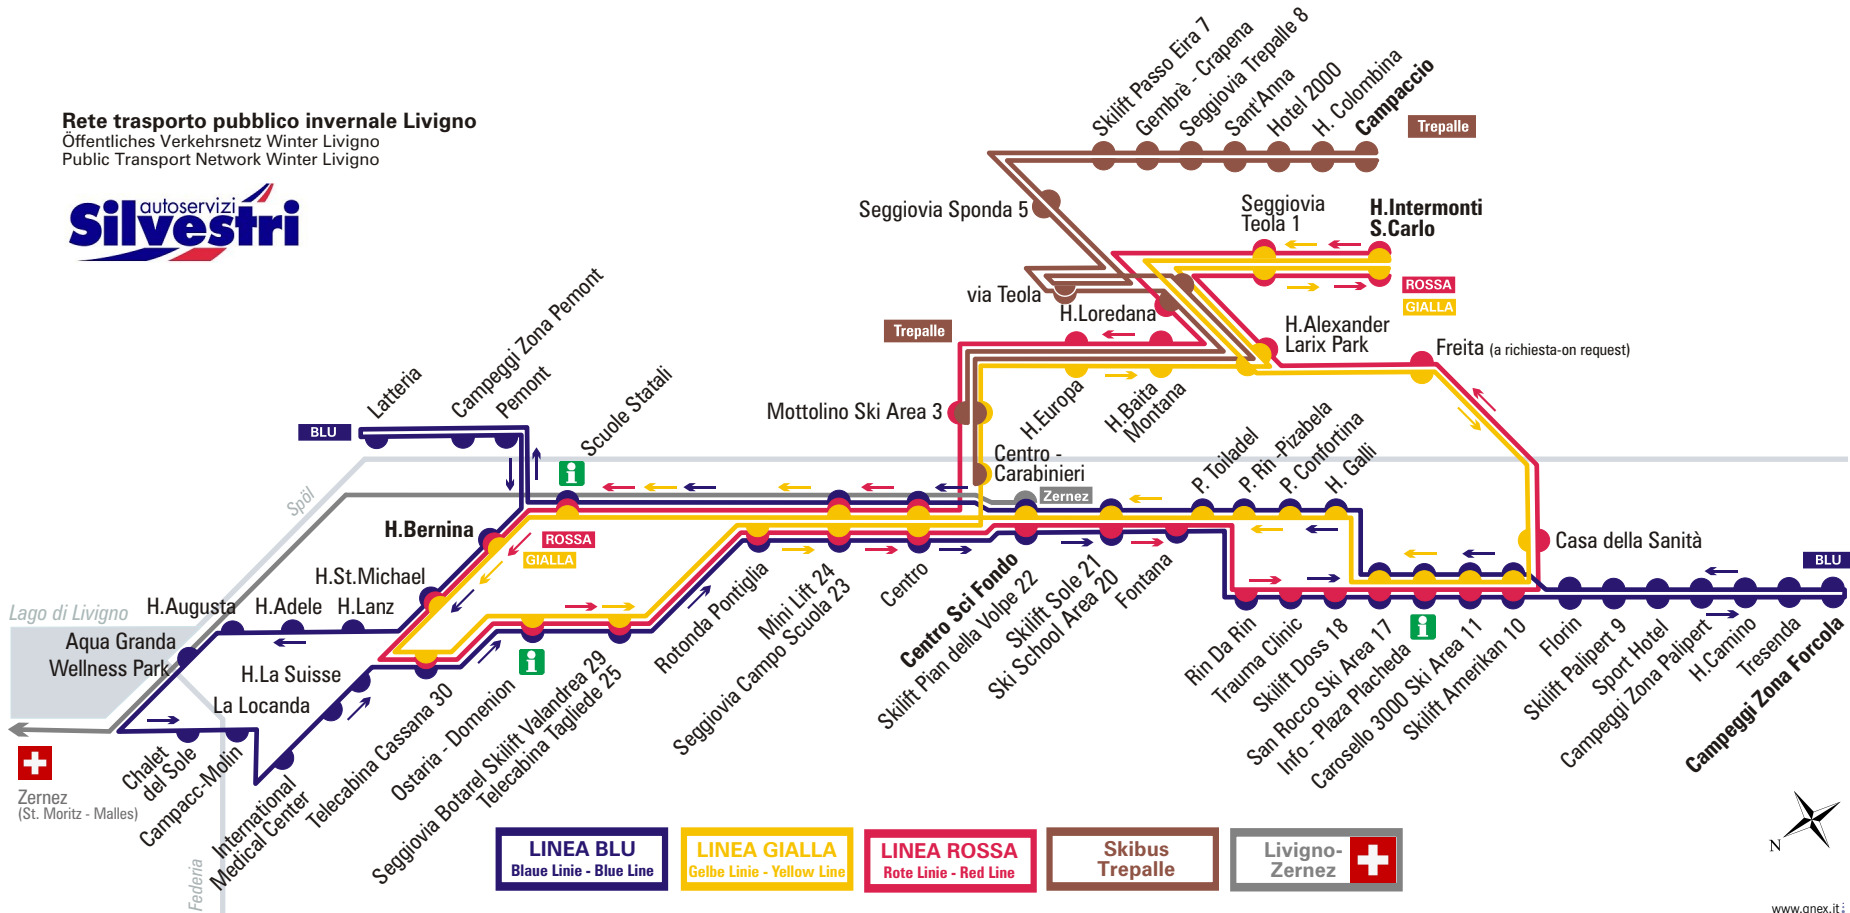 Rete trasporto pubblico invernale Livigno
Öffentliches Verkehrsnetz Winter Livigno
Public Transport Network Winter Livigno
autoservizi
Silvestri
Skilift Passo Eira 7
Gembrè - Crapena
Seggiovia Trepalle 8
Sant'Anna
Hotel 2000
H. Colombina
Campaccio
Trepalle
Seggiovia Sponda 5
Seggiovia
Teola 1
H.Intermonti
S.Carlo
ROSSA
GIALLA
via Teola
H.Loredana
Trepalle
H.Alexander
Larix Park
Freita (a richiesta-on request)
Mottolino Ski Area 3
H.Europa
H.Baita
Montana
Centro -
Carabinieri
Latteria
Campeggi Zona Pemont
Pemont
BLU
Scuole Statali
i
Spöl
Zernez
P. Toiladel
P. Rin -Pizabela
P. Confortina
H. Galli
H.Bernina
ROSSA
GIALLA
Casa della Sanità
BLU
H.St.Michael
H.Augusta
H.Adele
H.Lanz
Lago di Livigno
Aqua Granda
Wellness Park
H.La Suisse
La Locanda
Chalet
del Sole
Campacc-Molin
International
Medical Center
Telecabina Cassana 30
Ostaria - Domenion
i
Seggiovia Botarel Skilift Valandrea 29
Telecabina Tagliede 25
Rotonda Pontiglia
Mini Lift 24
Seggiovia Campo Scuola 23
Centro
Centro Sci Fondo
Skilift Pian della Volpe 22
Skilift Sole 21
Ski School Area 20
Fontana
Rin Da Rin
Trauma Clinic
Skilift Doss 18
San Rocco Ski Area 17
Info - Plaza Placheda
i
Carosello 3000 Ski Area 11
Skilift Amerikan 10
Florin
Skilift Palipert 9
Sport Hotel
Campeggi Zona Palipert
H.Camino
Tresenda
Campeggi Zona Forcola
Zernez
(St. Moritz - Malles)
Federia
LINEA BLU
Blaue Linie - Blue Line
LINEA GIALLA
Gelbe Linie - Yellow Line
LINEA ROSSA
Rote Linie - Red Line
Skibus
Trepalle
Livigno-
Zernez
N
www.qnex.it